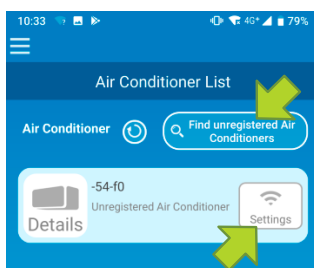 10:33 4G+ 79%
Air Conditioner List
Air Conditioner
Find unregistered Air
Conditioners
-54-f0
Unregistered Air Conditioner
Details
Settings